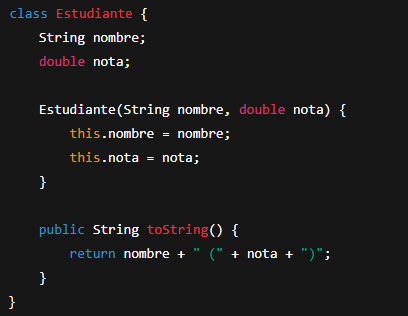 class Estudiante {
    String nombre;
    double nota;

    Estudiante(String nombre, double nota) {
        this.nombre = nombre;
        this.nota = nota;
    }

    public String toString() {
        return nombre + " (" + nota + ")";
    }
}